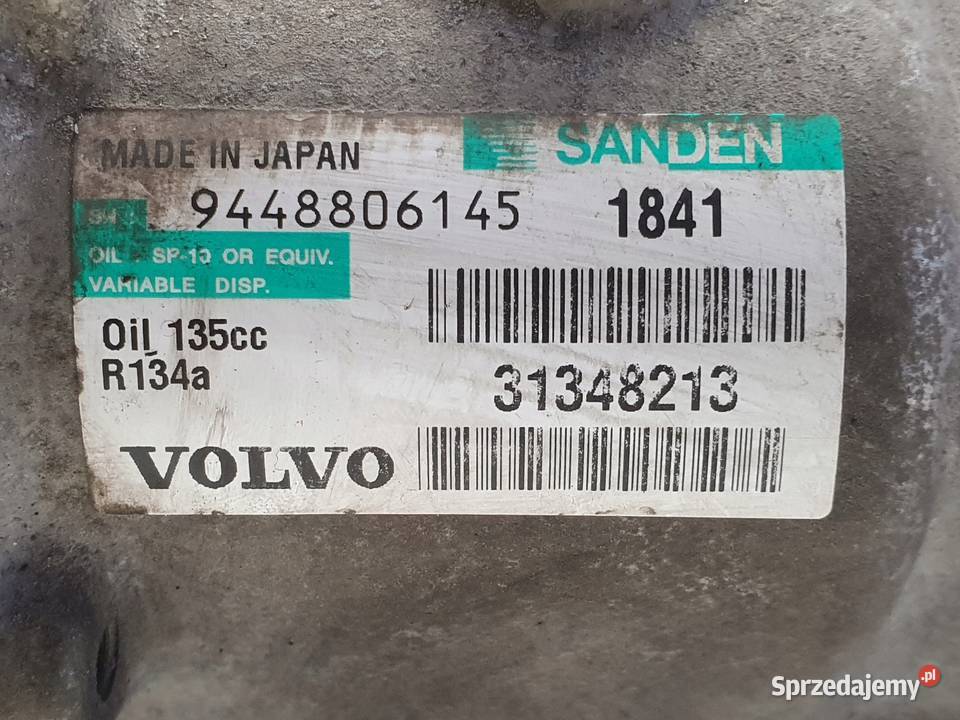 MADE IN JAPAN
SANDEN
9448806145 1841
OIL SP-10 OR EQUIV.
VARIABLE DISP.
Oil 135cc
R134a
31348213
VOLVO
Sprzedajemy.pl